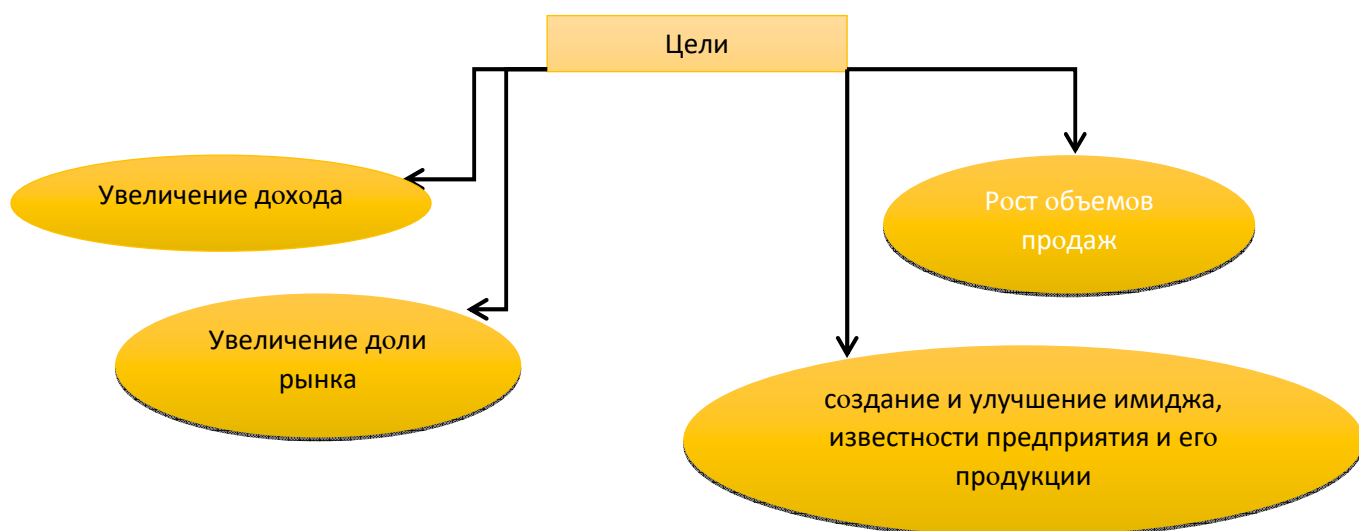 Цели
Увеличение дохода
Рост объемов
продаж
Увеличение доли
рынка
создание и улучшение имиджа,
известности предприятия и его
продукции